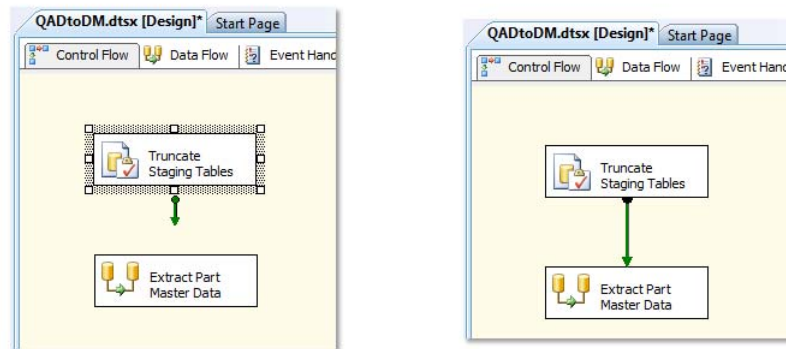 QADtoDM.dtsx [Design]* Start Page
Control Flow Data Flow Event Hand
Truncate
Staging Tables
Extract Part
Master Data
QADtoDM.dtsx [Design]* Start Page
Control Flow Data Flow Event Hand
Truncate
Staging Tables
Extract Part
Master Data